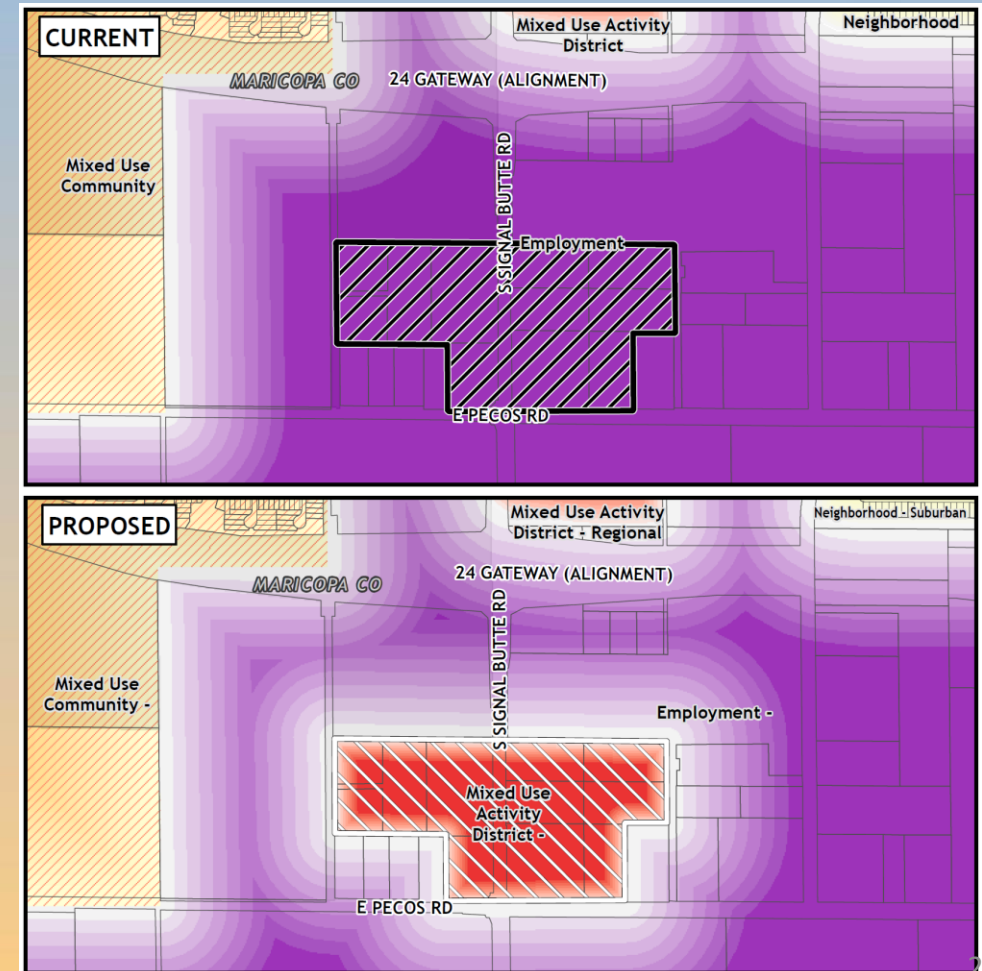 CURRENT
Mixed Use Activity
District
Neighborhood
MARICOPA CO
24 GATEWAY (ALIGNMENT)
Mixed Use
Community
S SIGNAL BUTTE RD
Employment
E PECOS RD
PROPOSED
Mixed Use Activity
District - Regional
Neighborhood - Suburban
MARICOPA CO
24 GATEWAY (ALIGNMENT)
S SIGNAL BUTTE RD
Mixed Use
Community -
Employment -
Mixed Use
Activity
District -
E PECOS RD
2